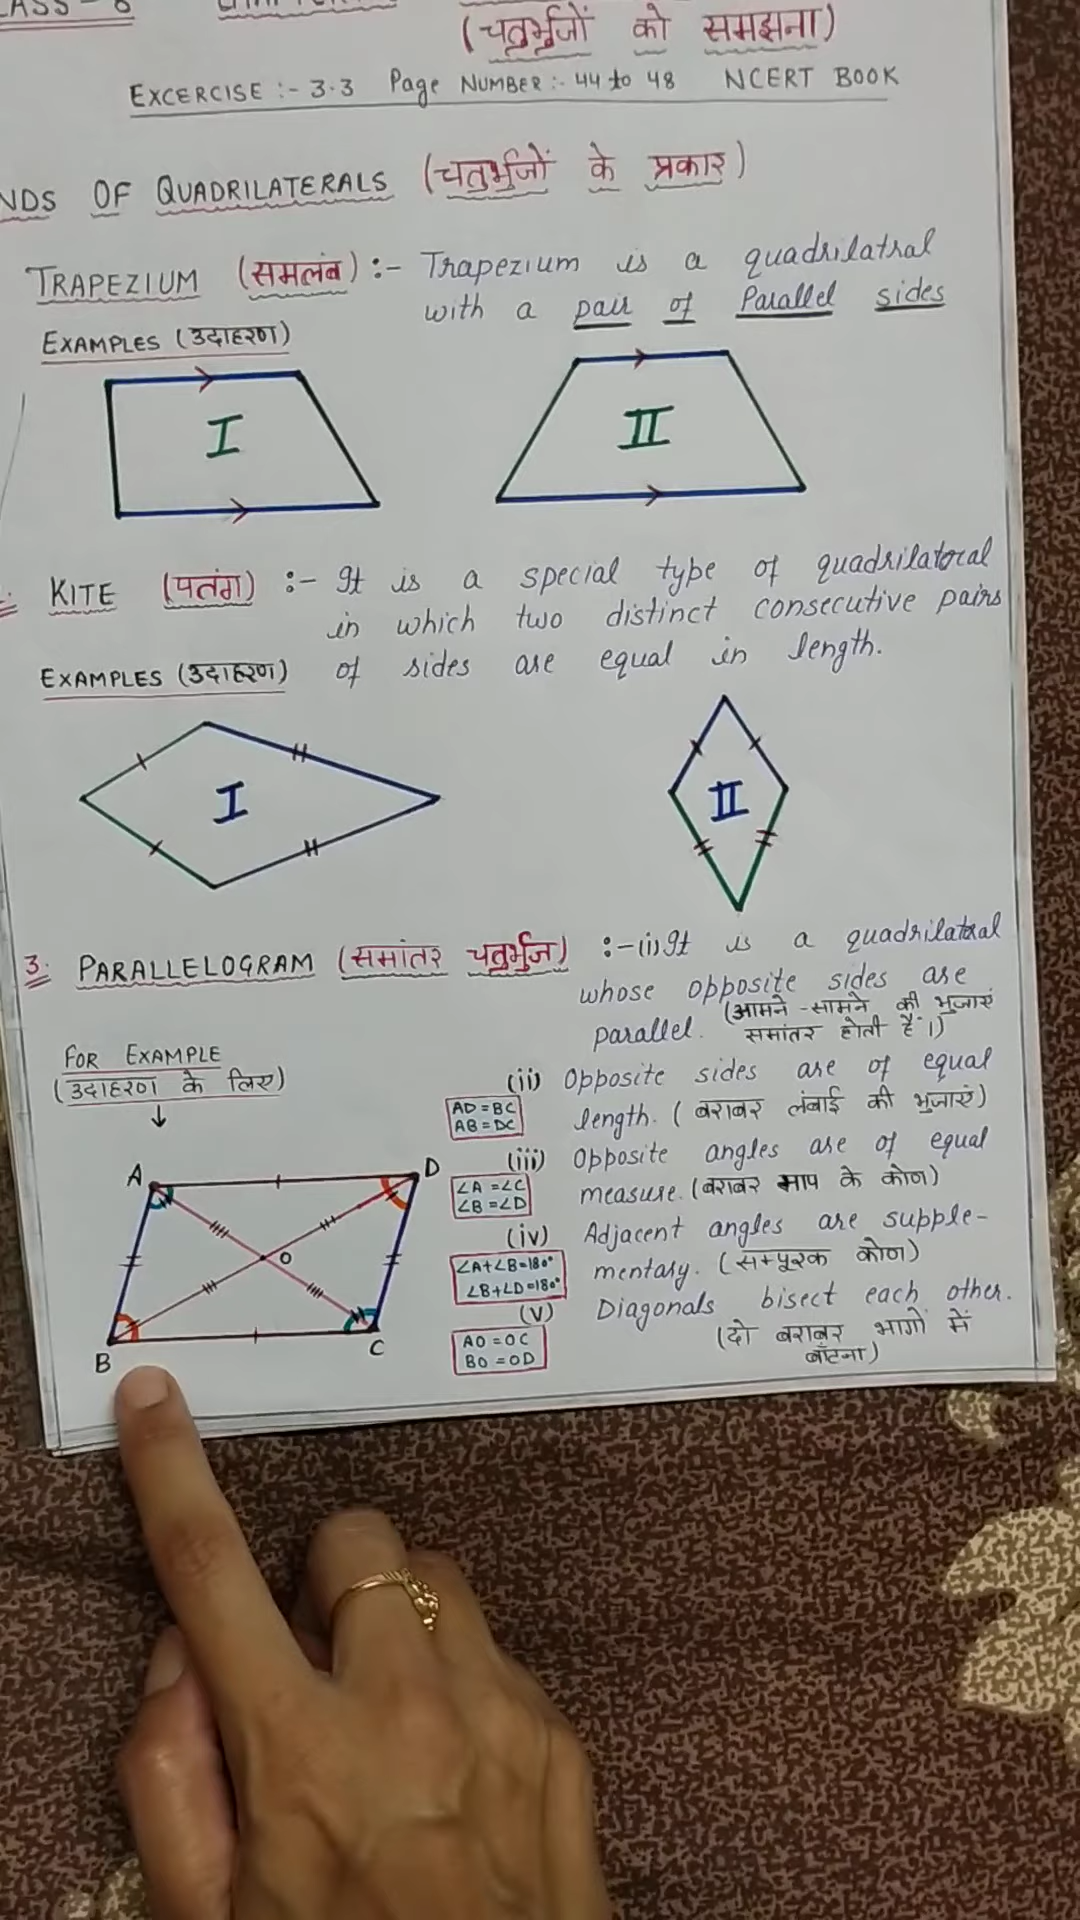 (चतुर्भुजों को समझना)
EXCERCISE :- 3.3 Page NUMBER :- 44 to 48 NCERT BOOK
NDS OF QUADRILATERALS (चतुर्भुजों के प्रकार)
TRAPEZIUM (समलंब) :- Trapezium is a quadrilatral
with a pair of Parallel sides
EXAMPLES (उदाहरण)
I
II
KITE (पतंग) :- It is a special type of quadrilateral
in which two distinct consecutive pairs
of sides are equal in length.
EXAMPLES (उदाहरण)
I
II
3. PARALLELOGRAM (समांतर चतुर्भुज) :- (i) It is a quadrilateral
whose opposite sides are
parallel. (आमने-सामने की भुजाएं
समांतर होती हैं।)
FOR EXAMPLE
(उदाहरण के लिए)
(ii) Opposite sides are of equal
length. (बराबर लंबाई की भुजाएं)
AD = BC
AB = DC
(iii) Opposite angles are of equal
measure. (बराबर माप के कोण)
∠A = ∠C
∠B = ∠D
(iv) Adjacent angles are supple-
mentary. (सम्पूरक कोण)
∠A+∠B=180°
∠B+∠D=180°
(v) Diagonals bisect each other.
(दो बराबर भागों में
बाँटना)
AO = OC
BO = OD
A
D
O
B
C